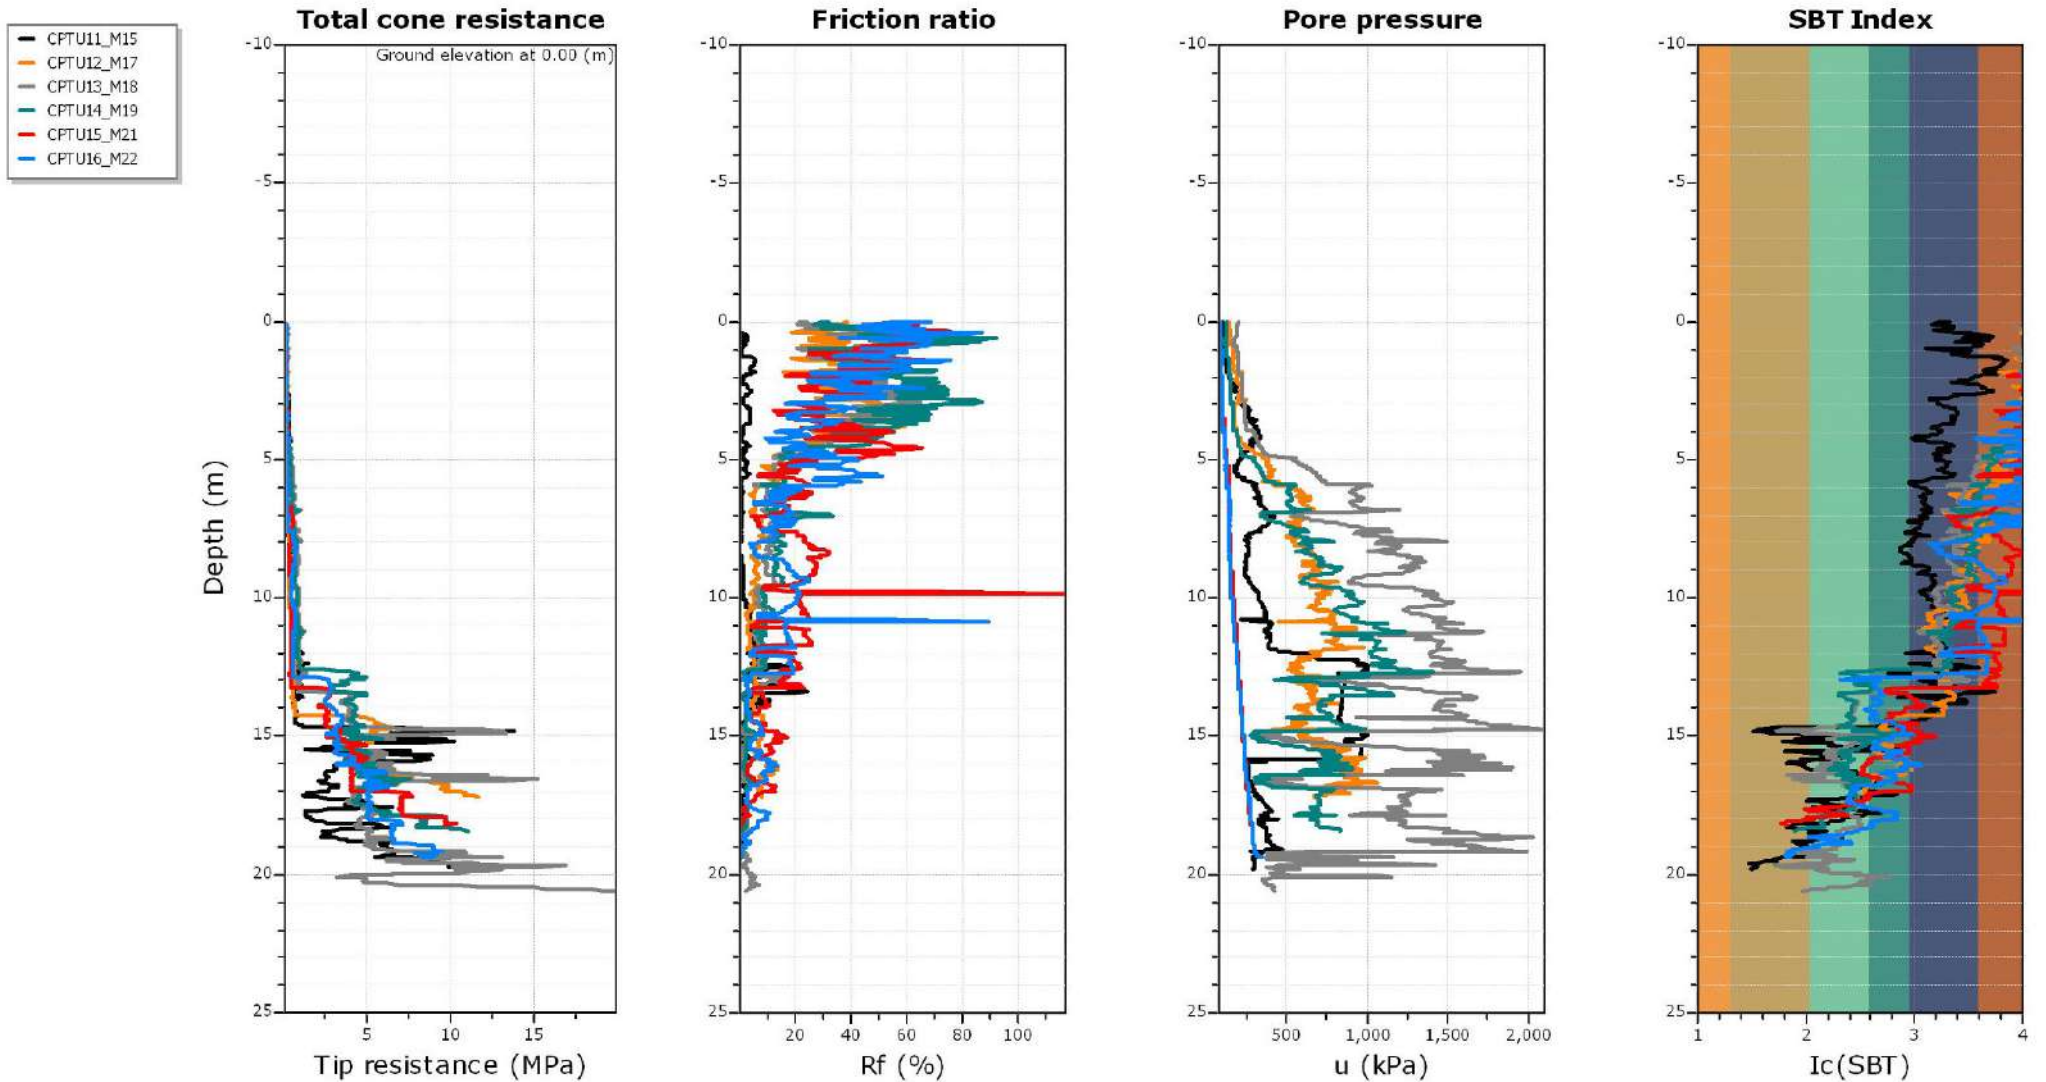 Total cone resistance
Friction ratio
Pore pressure
SBT Index
CPTU11_M15
CPTU12_M17
CPTU13_M18
CPTU14_M19
CPTU15_M21
CPTU16_M22
Ground elevation at 0.00 (m)
-10
-5
0
5
10
15
20
25
Depth (m)
5 10 15
Tip resistance (MPa)
-10
-5
0
5
10
15
20
25
20 40 60 80 100
Rf (%)
-10
-5
0
5
10
15
20
25
500 1,000 1,500 2,000
u (kPa)
-10
-5
0
5
10
15
20
25
1 2 3 4
Ic(SBT)